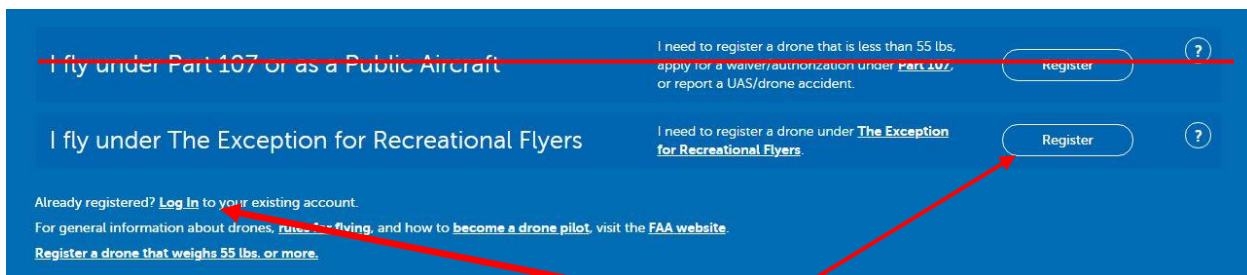 I fly under Part 107 or as a Public Aircraft
I need to register a drone that is less than 55 lbs,
apply for a waiver/authorization under Part 107,
or report a UAS/drone accident.
Register
?
I fly under The Exception for Recreational Flyers
I need to register a drone under The Exception
for Recreational Flyers.
Register
?
Already registered? Log In to your existing account.
For general information about drones, rules for flying, and how to become a drone pilot, visit the FAA website.
Register a drone that weighs 55 lbs. or more.